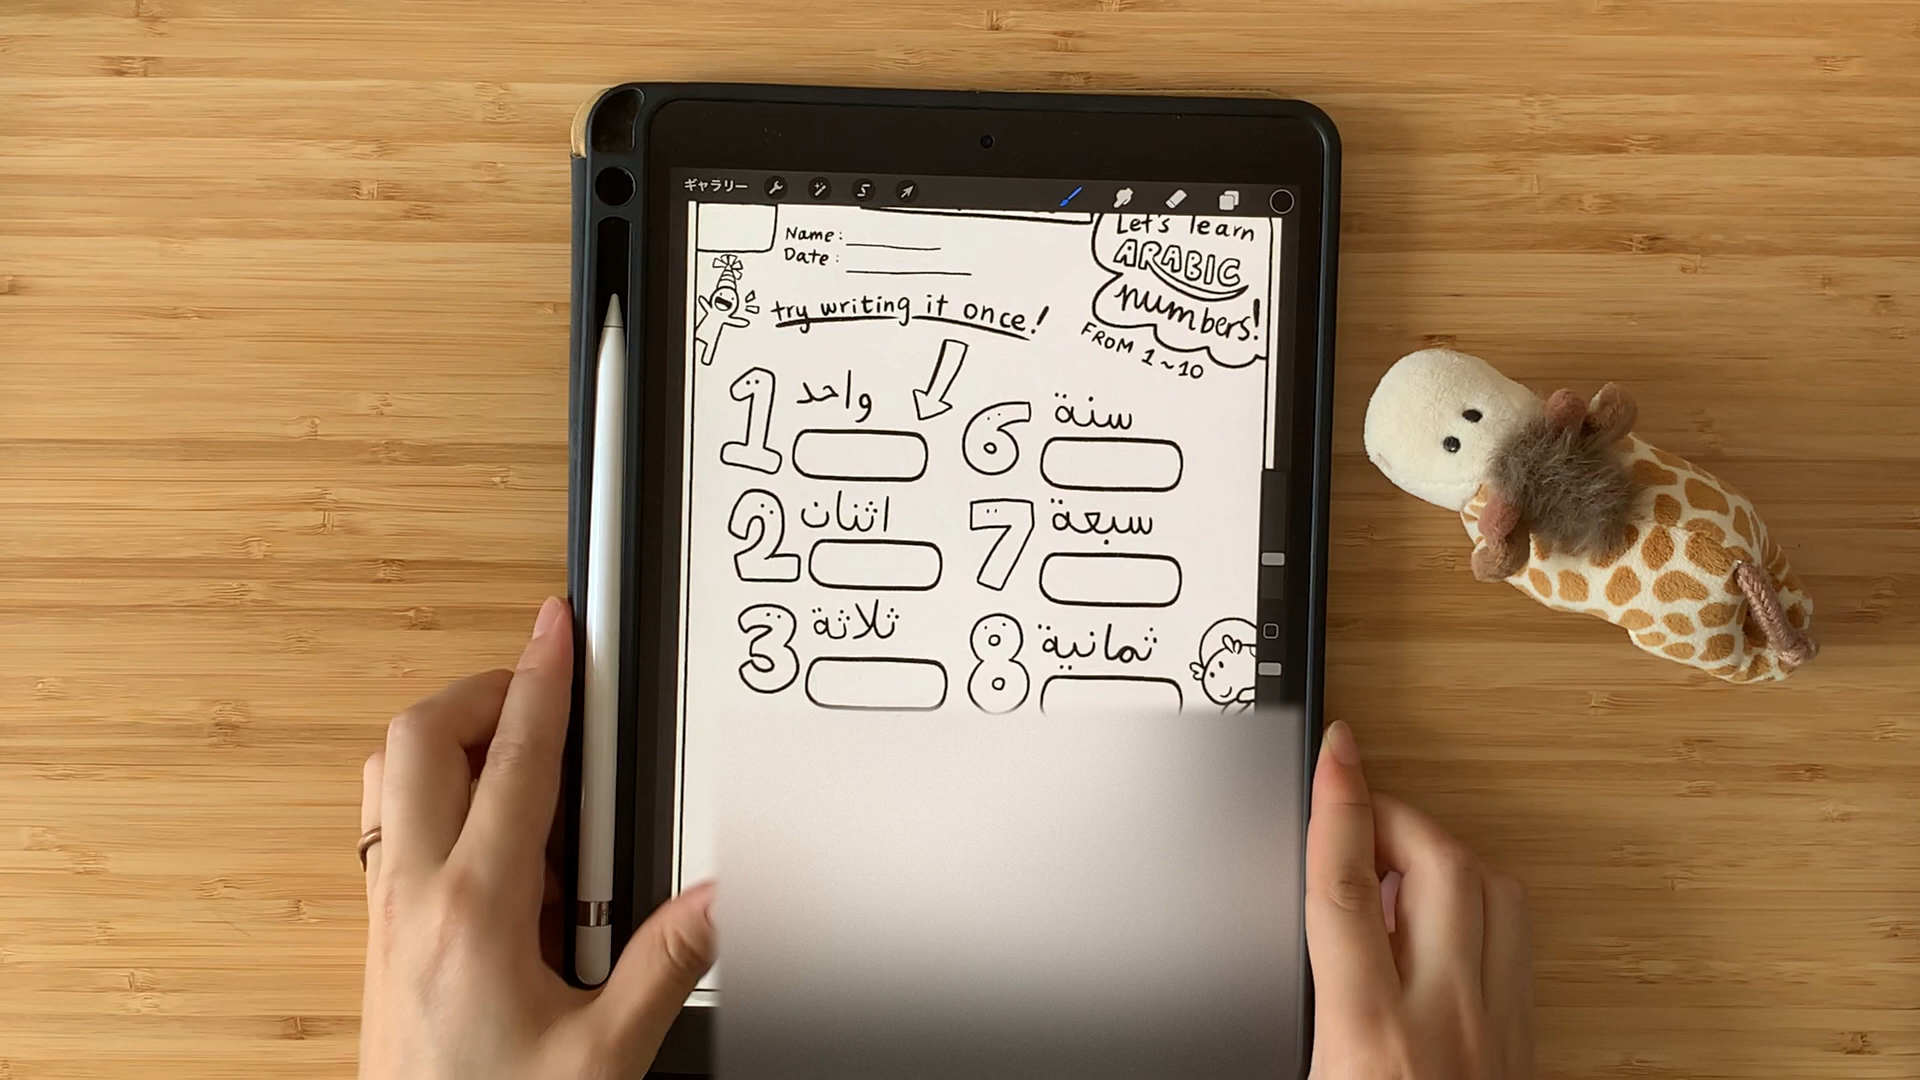 ギャラリー
Name:
Date:
Let's learn
ARABIC
numbers!
FROM 1~10
try writing it once!
1 واحد
2 اثنان
3 ثلاثة
6 ستة
7 سبعة
8 ثمانية